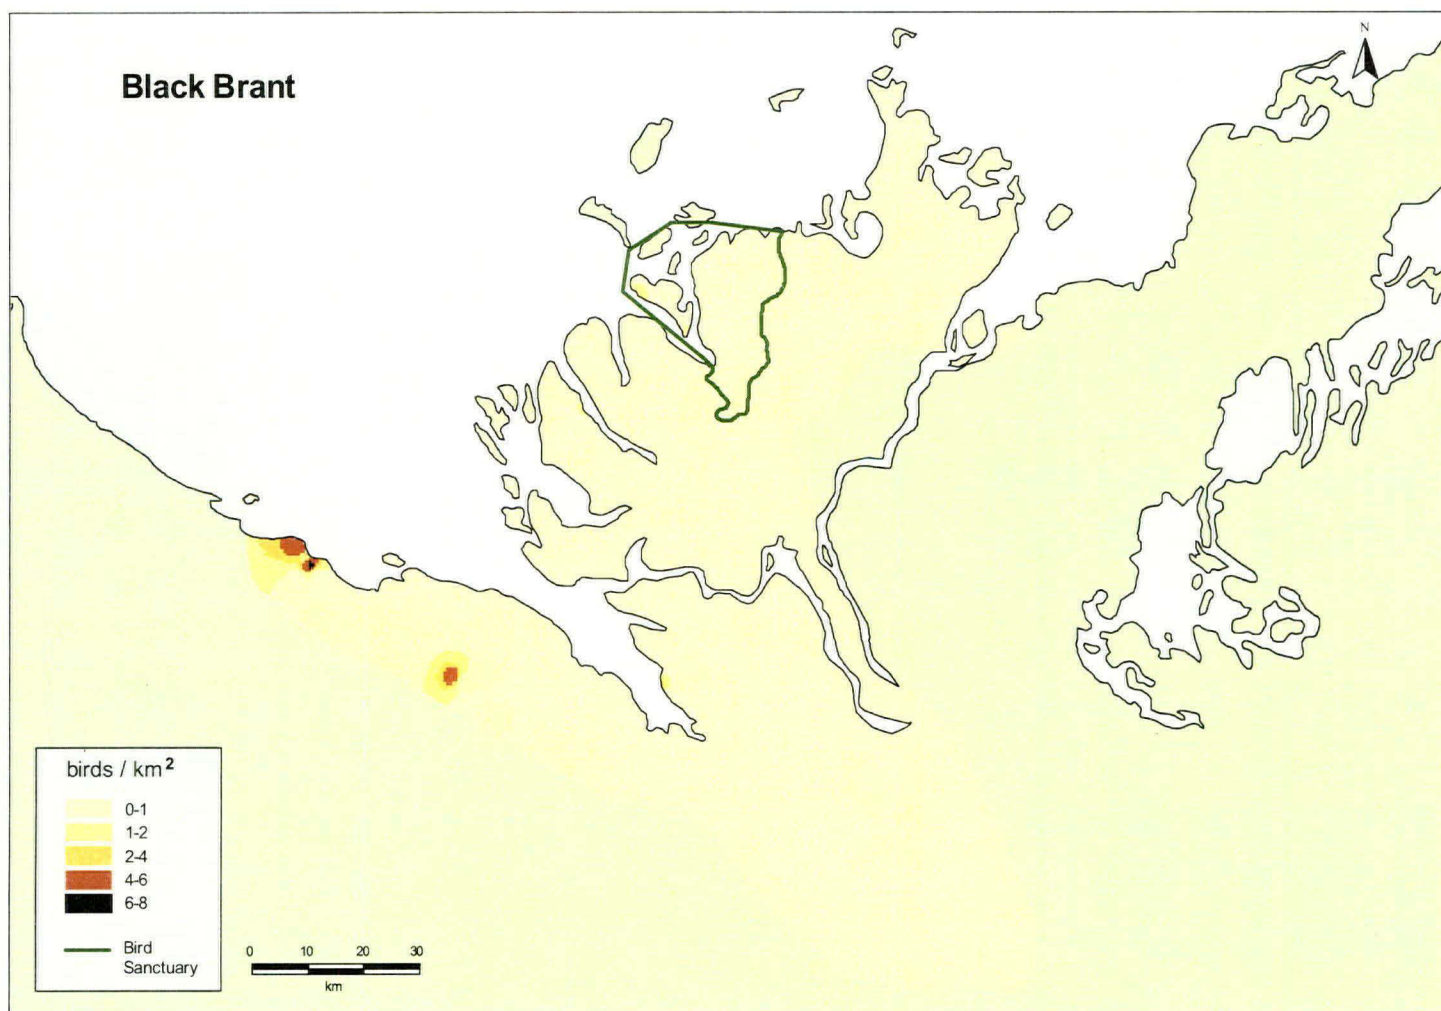 N
Black Brant
birds / km²
0-1
1-2
2-4
4-6
6-8
Bird
Sanctuary
0 10 20 30
km